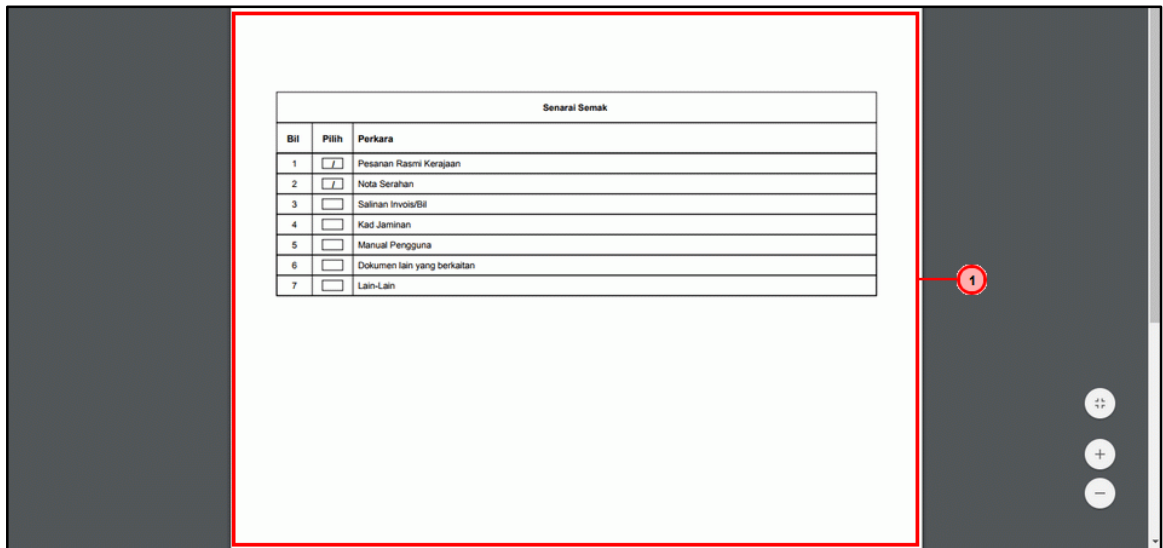 Senarai Semak
Bil Pilih Perkara
1 / Pesanan Rasmi Kerajaan
2 / Nota Serahan
3 Salinan Invois/Bil
4 Kad Jaminan
5 Manual Pengguna
6 Dokumen lain yang berkaitan
7 Lain-Lain
1